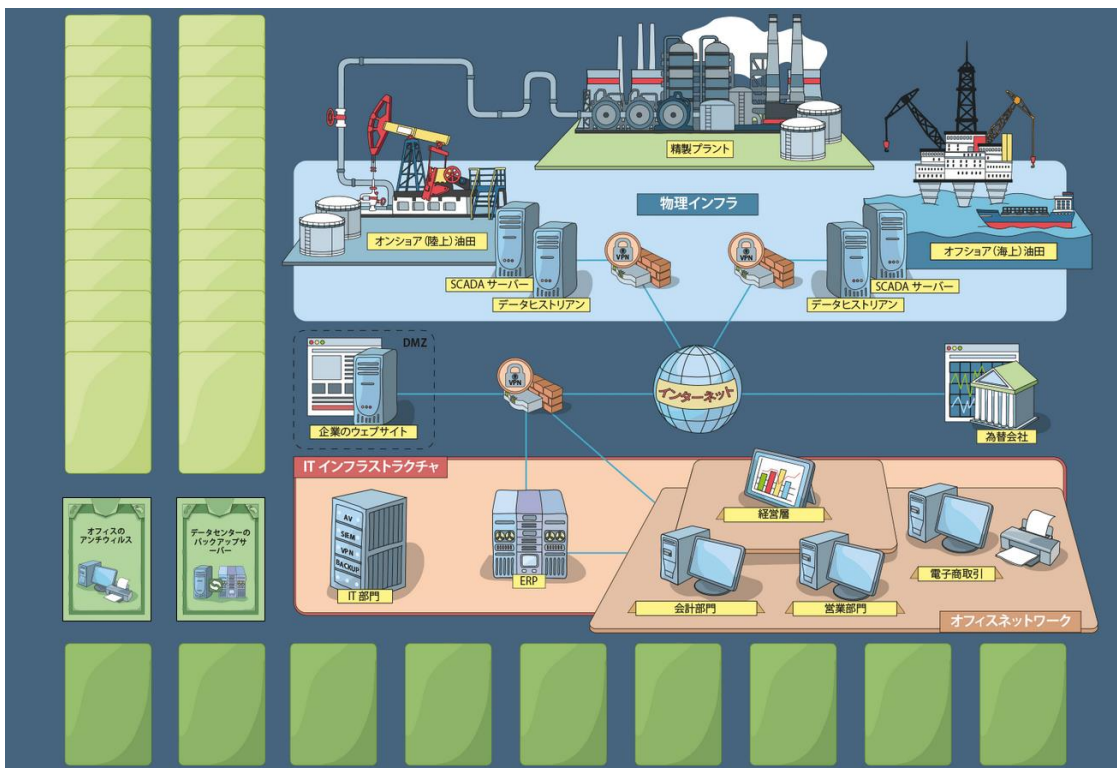 精製プラント
物理インフラ
オンショア(陸上)油田
オフショア(海上)油田
VPN
VPN
SCADA サーバー
データヒストリアン
SCADA サーバー
データヒストリアン
DMZ
VPN
インターネット
企業のウェブサイト
為替会社
IT インフラストラクチャ
経営層
AV
SIEM
VPN
BACKUP
IT 部門
ERP
会計部門
営業部門
電子商取引
オフィスネットワーク
オフィスの
アンチウィルス
データセンターの
バックアップサ
ーバー